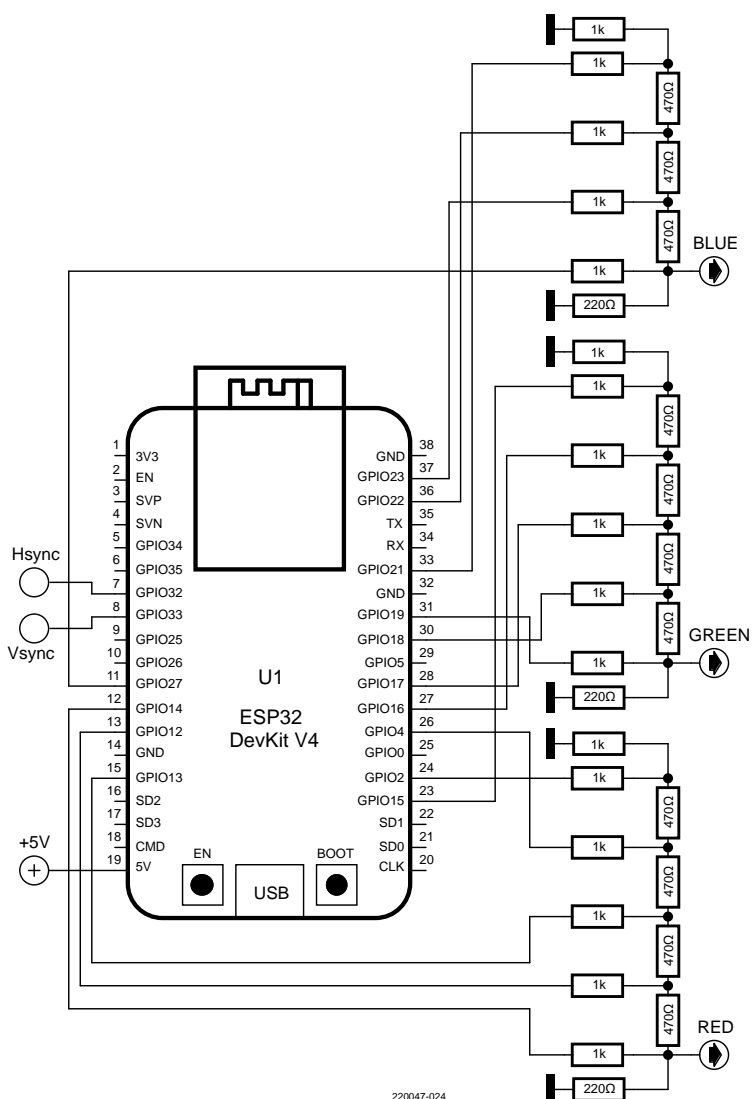 1k
1k
470Ω
1k
470Ω
1k
470Ω
BLUE
1k
220Ω
1k
1k
470Ω
1k
470Ω
1k
470Ω
1k
470Ω
GREEN
1k
220Ω
1k
1k
470Ω
1k
470Ω
1k
470Ω
1k
470Ω
RED
1k
220Ω
Hsync
Vsync
+5V
1 3V3
2 EN
3 SVP
4 SVN
5 GPIO34
6 GPIO35
7 GPIO32
8 GPIO33
9 GPIO25
10 GPIO26
11 GPIO27
12 GPIO14
13 GPIO12
14 GND
15 GPIO13
16 SD2
17 SD3
18 CMD
19 5V
U1
ESP32
DevKit V4
EN
USB
BOOT
GND 38
GPIO23 37
GPIO22 36
TX 35
RX 34
GPIO21 33
GND 32
GPIO19 31
GPIO18 30
GPIO5 29
GPIO17 28
GPIO16 27
GPIO4 26
GPIO0 25
GPIO2 24
GPIO15 23
SD1 22
SD0 21
CLK 20
220047-024